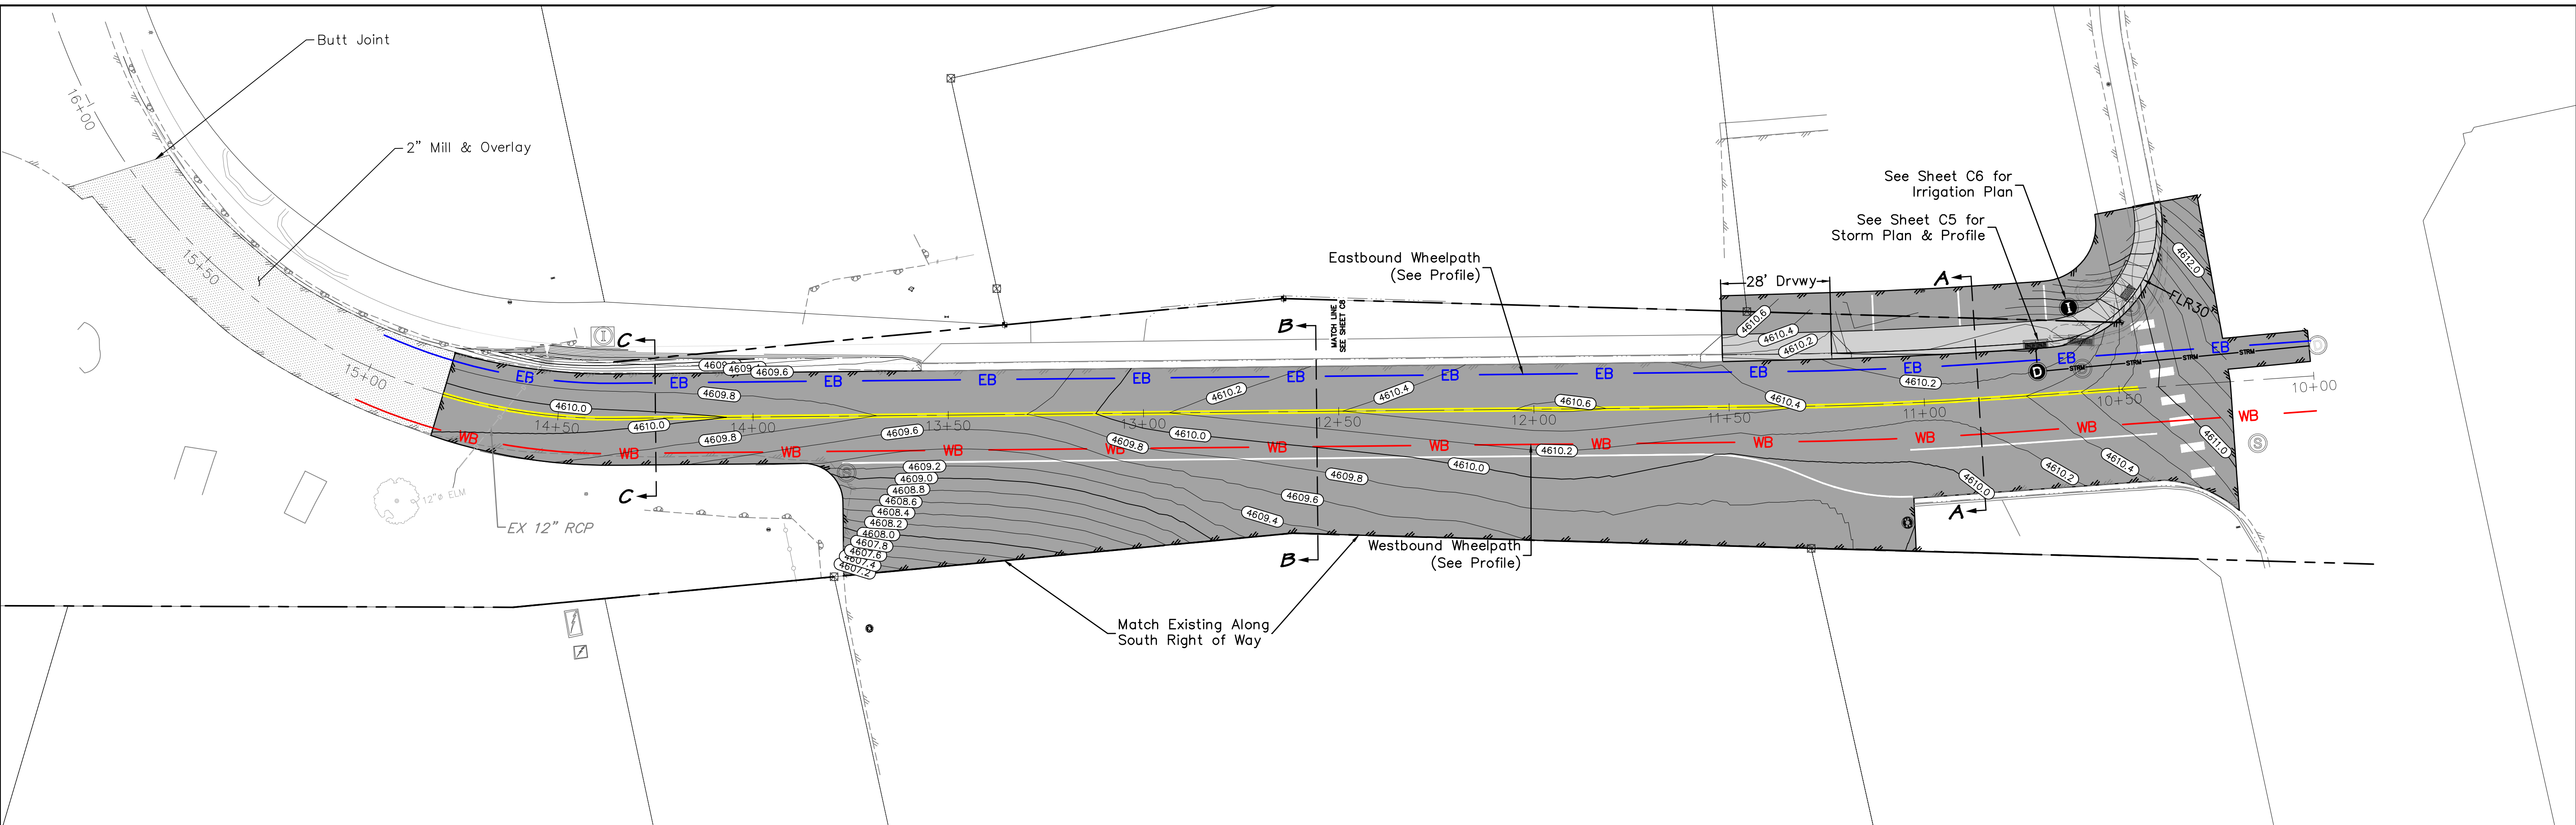 Butt Joint
2" Mill & Overlay
16+00
15+50
15+00
EX 12" RCP
12"ø ELM
C
C
EB EB EB EB EB EB EB EB EB EB EB EB
WB WB WB WB WB WB WB WB WB WB WB WB
4609.6
4609.8
4610.0
4610.0
4609.8
4609.6
14+50
14+00
13+50
13+00
12+50
12+00
11+50
11+00
10+50
10+00
S
4609.2
4609.0
4608.8
4608.6
4608.4
4608.2
4608.0
4607.8
4607.6
4607.4
4607.2
4609.8
4610.0
4610.2
4610.4
4610.6
4610.4
4610.2
4609.4
4609.6
4609.8
4610.0
4610.2
B
B
MATCH LINE
SEE SHEET C8
Eastbound Wheelpath
(See Profile)
Westbound Wheelpath
(See Profile)
Match Existing Along
South Right of Way
28' Drvwy
4610.6
4610.4
4610.2
See Sheet C6 for
Irrigation Plan
See Sheet C5 for
Storm Plan & Profile
A
A
I
I
D
D
STRM STRM STRM
FLR30
4612.0
4611.0
4610.4
4610.2
4610.0
S